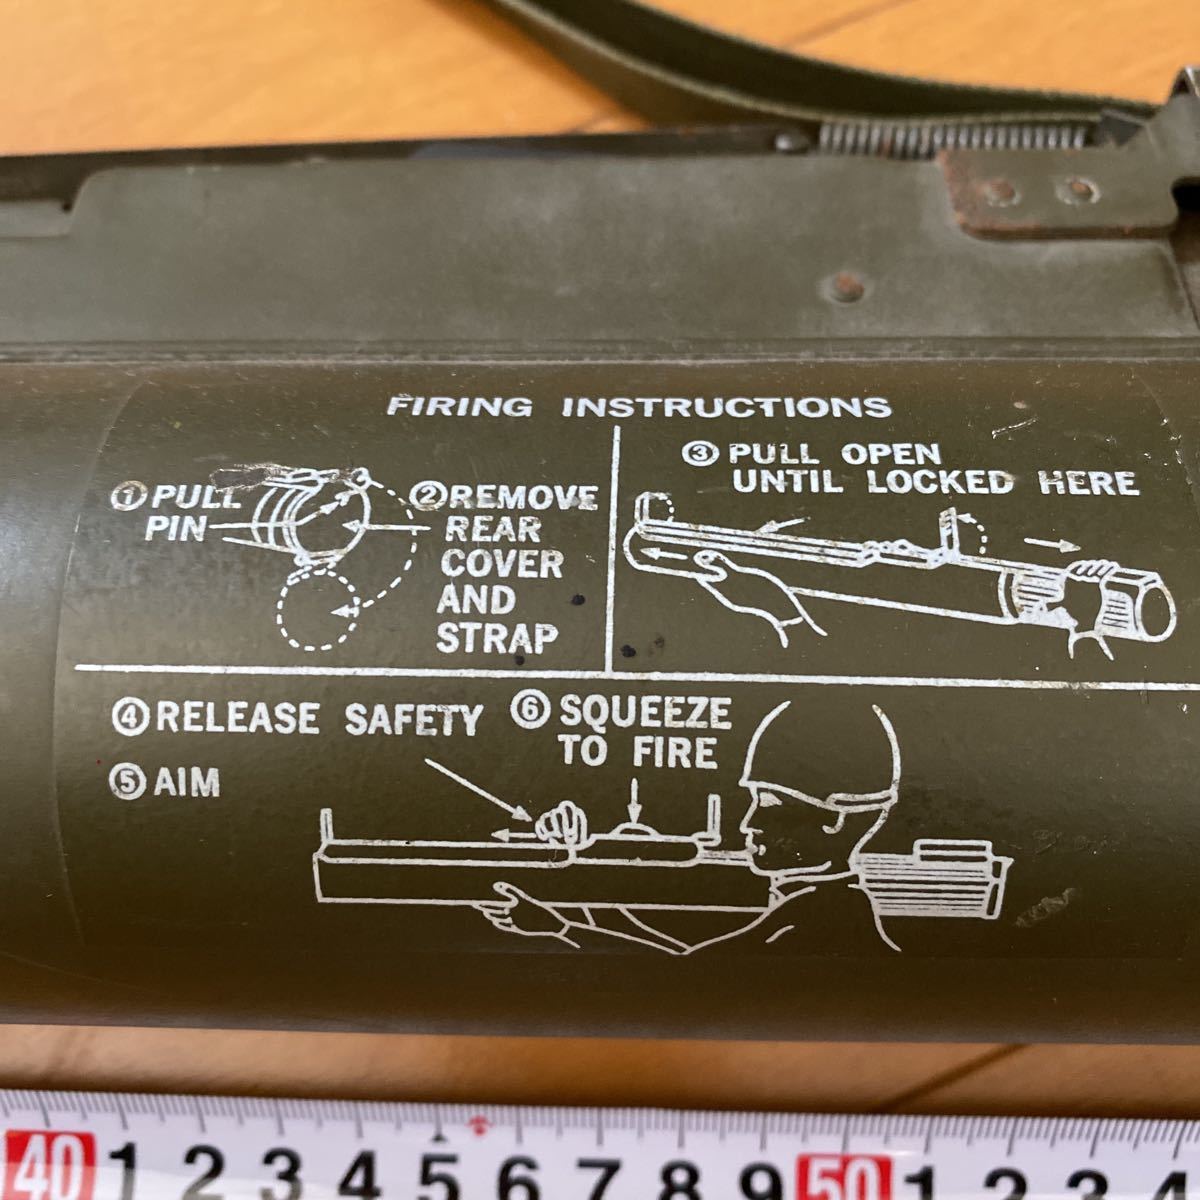 FIRING INSTRUCTIONS
① PULL
PIN
② REMOVE
REAR
COVER
AND
STRAP
③ PULL OPEN
UNTIL LOCKED HERE
④ RELEASE SAFETY
⑤ AIM
⑥ SQUEEZE
TO FIRE
40 1 2 3 4 5 6 7 8 9 50 1 2 3 4